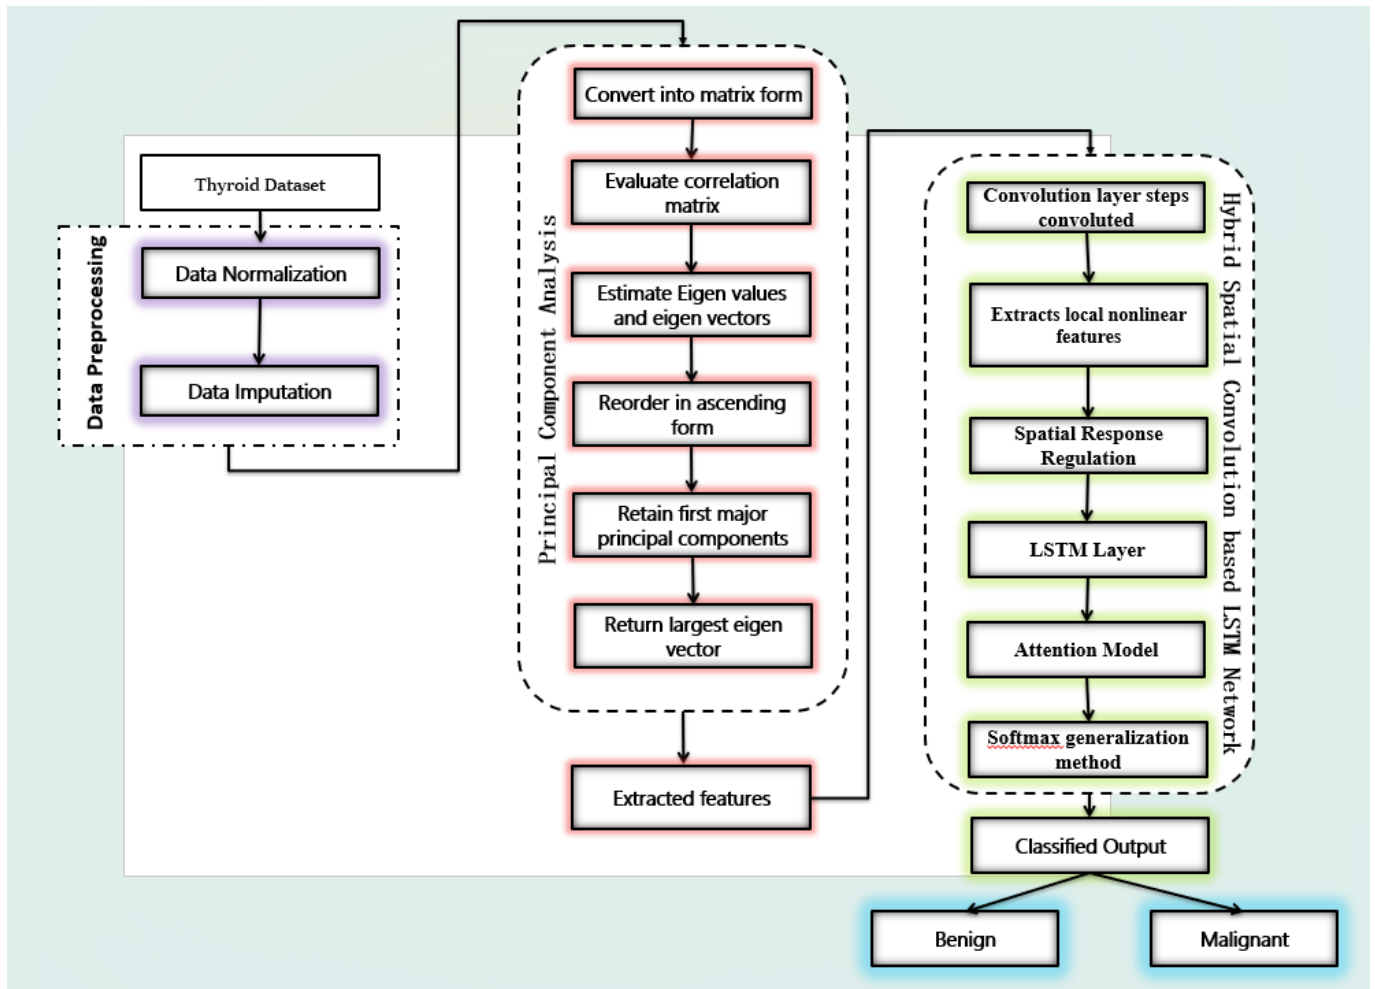 Thyroid Dataset
Data Preprocessing
Data Normalization
Data Imputation
Principal Component Analysis
Convert into matrix form
Evaluate correlation
matrix
Estimate Eigen values
and eigen vectors
Reorder in ascending
form
Retain first major
principal components
Return largest eigen
vector
Extracted features
Hybrid Spatial Convolution based LSTM Network
Convolution layer steps
convoluted
Extracts local nonlinear
features
Spatial Response
Regulation
LSTM Layer
Attention Model
Softmax generalization
method
Classified Output
Benign
Malignant